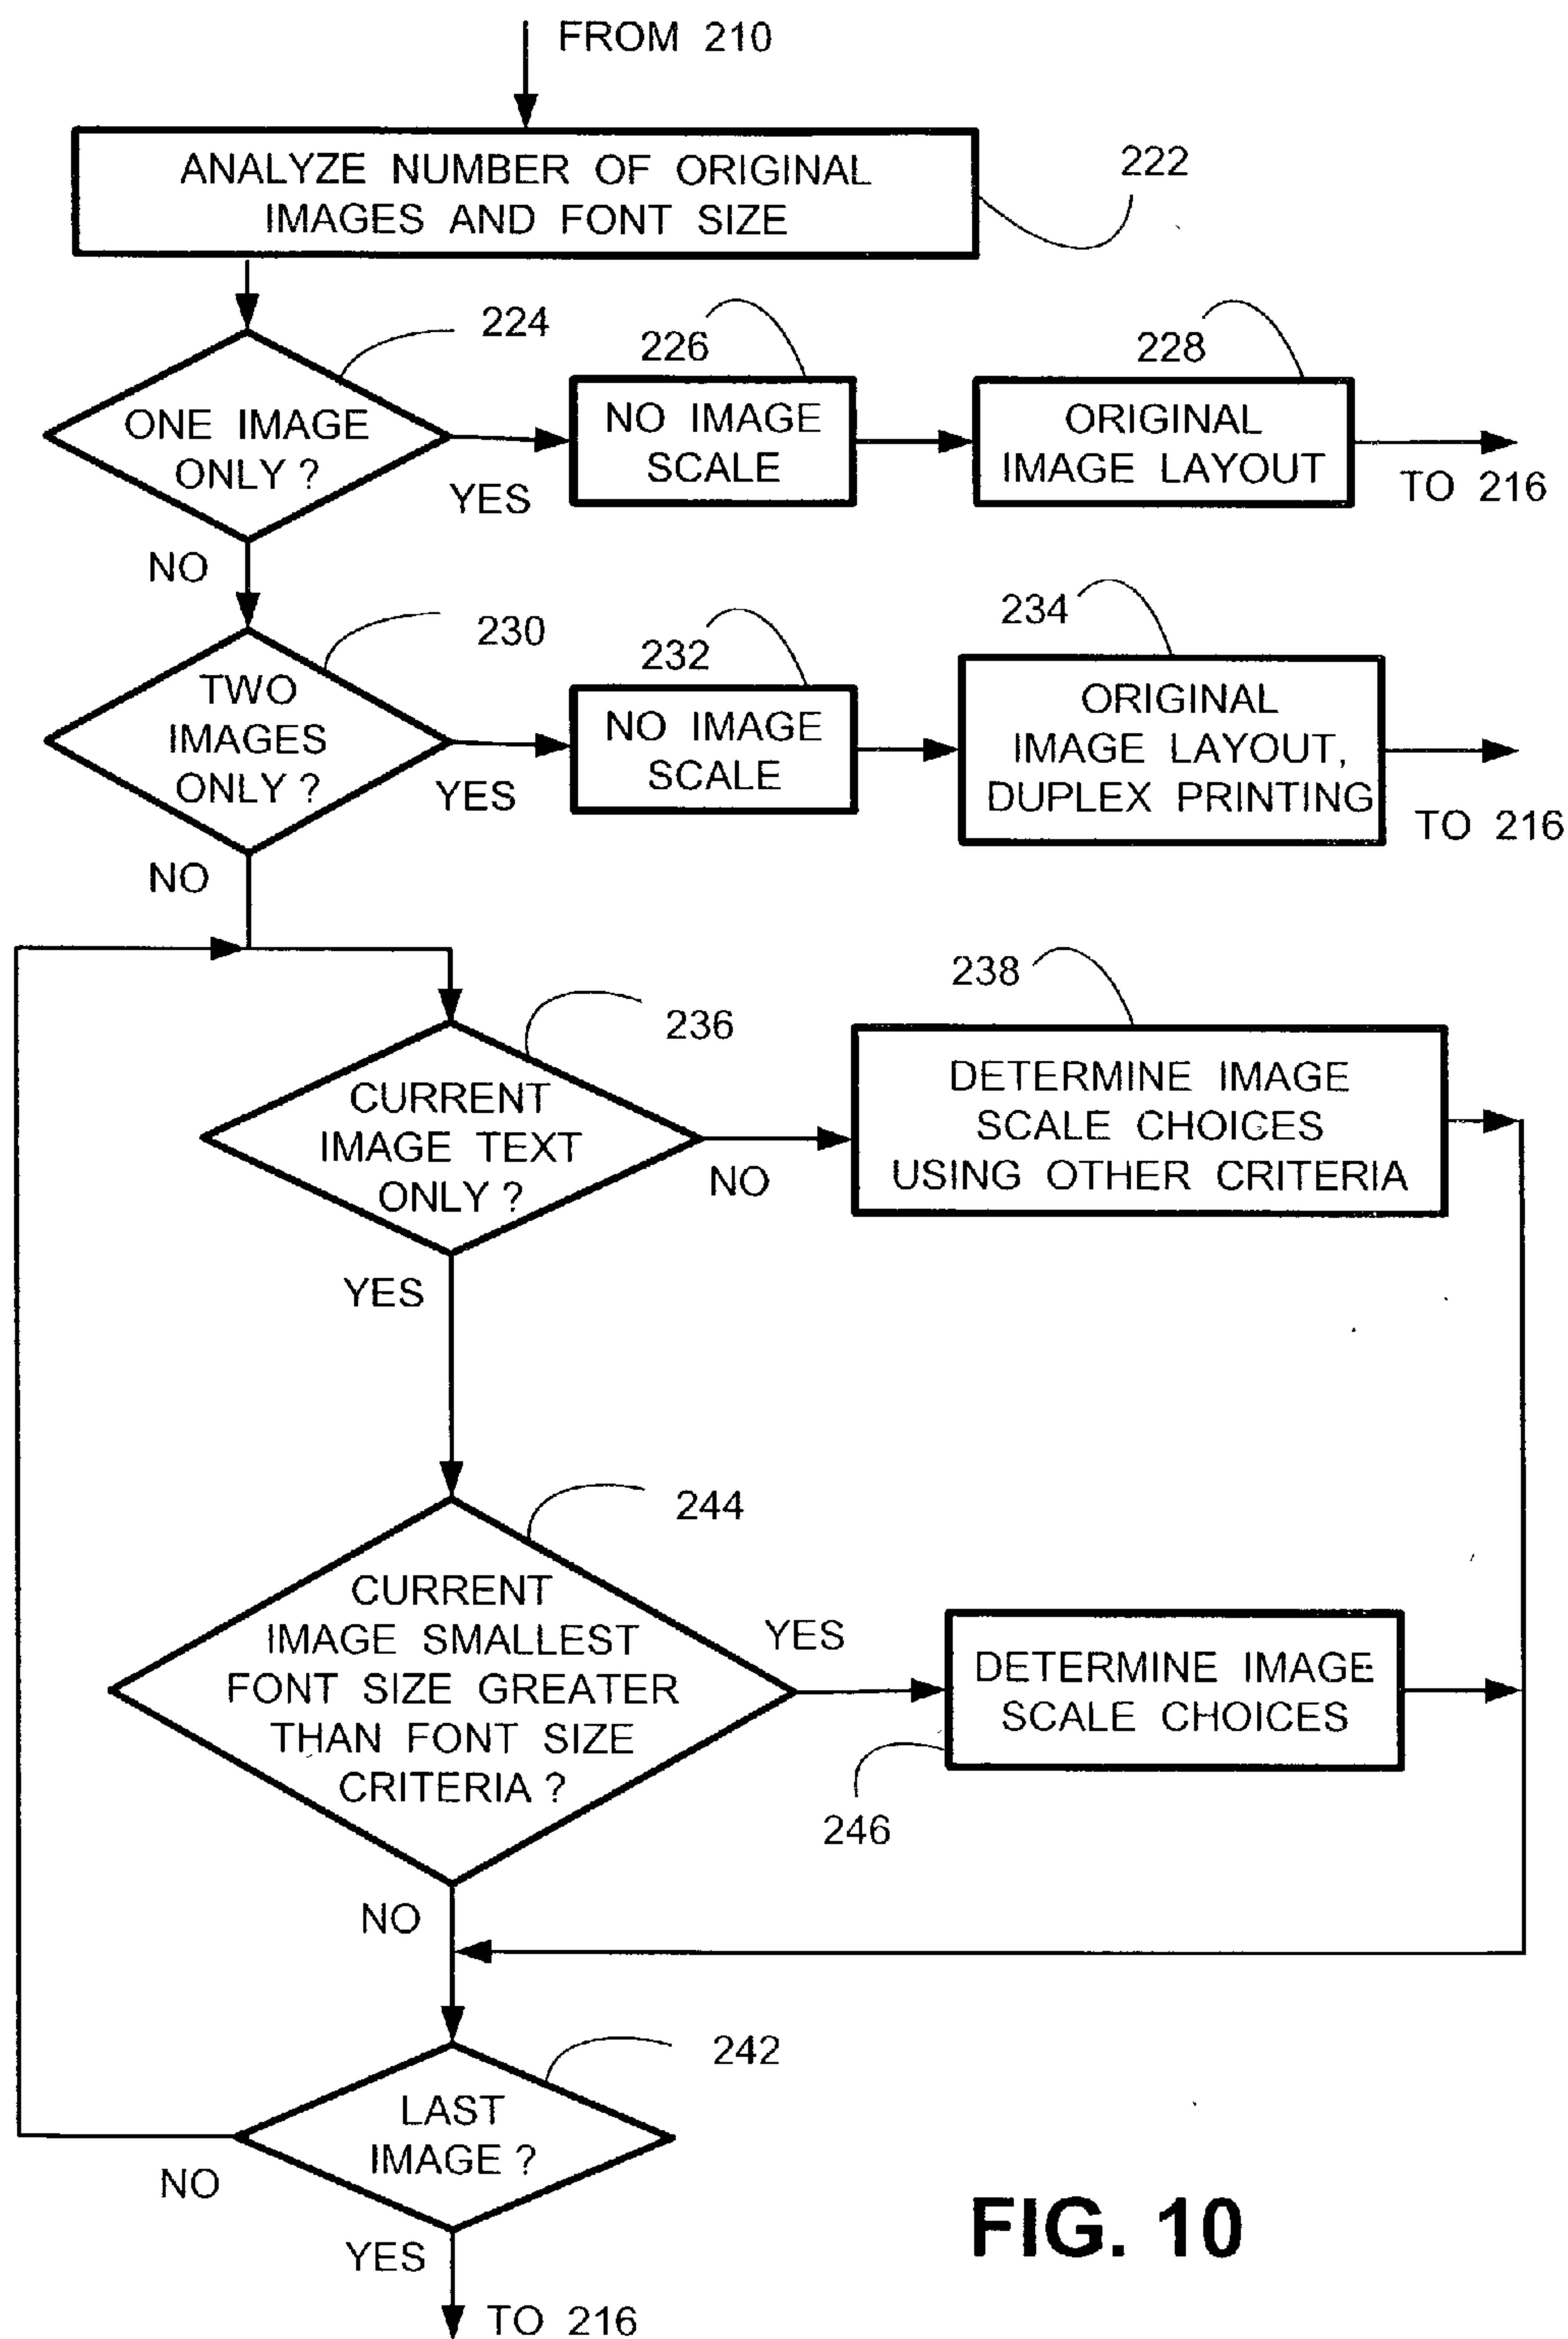 FROM 210
ANALYZE NUMBER OF ORIGINAL
IMAGES AND FONT SIZE
222
224
ONE IMAGE
ONLY ?
YES
NO
226
NO IMAGE
SCALE
228
ORIGINAL
IMAGE LAYOUT
TO 216
230
TWO
IMAGES
ONLY ?
YES
NO
232
NO IMAGE
SCALE
234
ORIGINAL
IMAGE LAYOUT,
DUPLEX PRINTING
TO 216
236
CURRENT
IMAGE TEXT
ONLY ?
NO
YES
238
DETERMINE IMAGE
SCALE CHOICES
USING OTHER CRITERIA
244
CURRENT
IMAGE SMALLEST
FONT SIZE GREATER
THAN FONT SIZE
CRITERIA ?
YES
NO
DETERMINE IMAGE
SCALE CHOICES
246
242
LAST
IMAGE ?
NO
YES
TO 216
FIG. 10